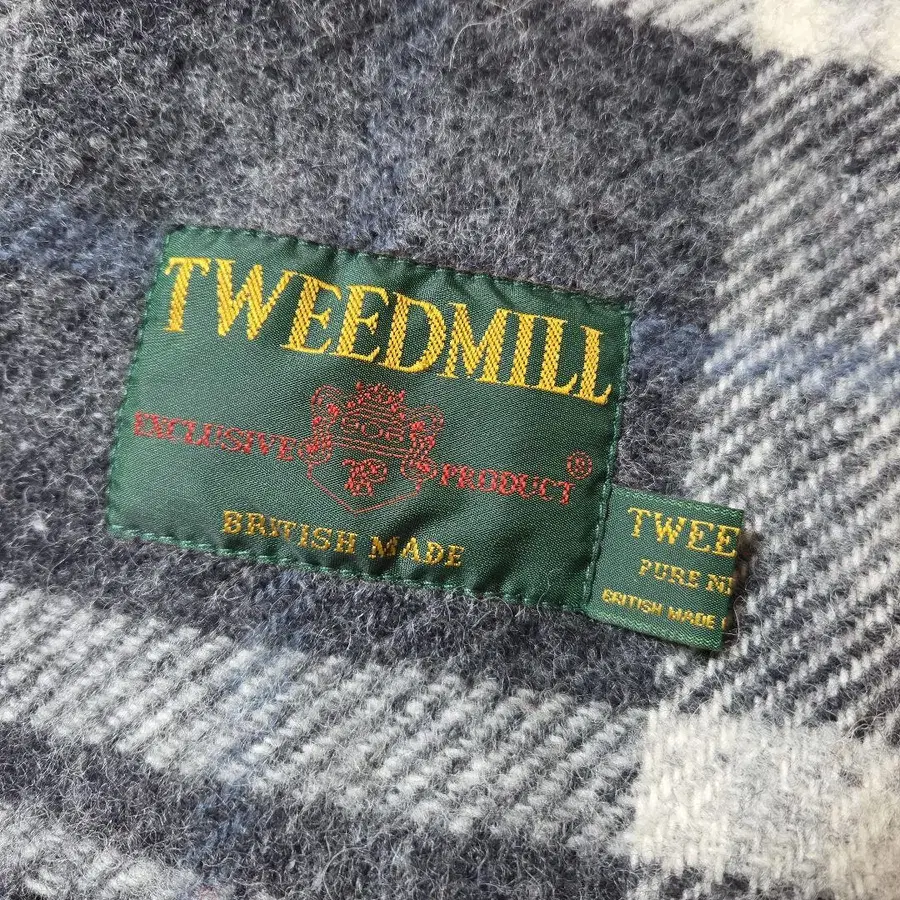 TWEEDMILL
EXCLUSIVE PRODUCT ®
BRITISH MADE
TWEE
PURE
BRITISH MADE